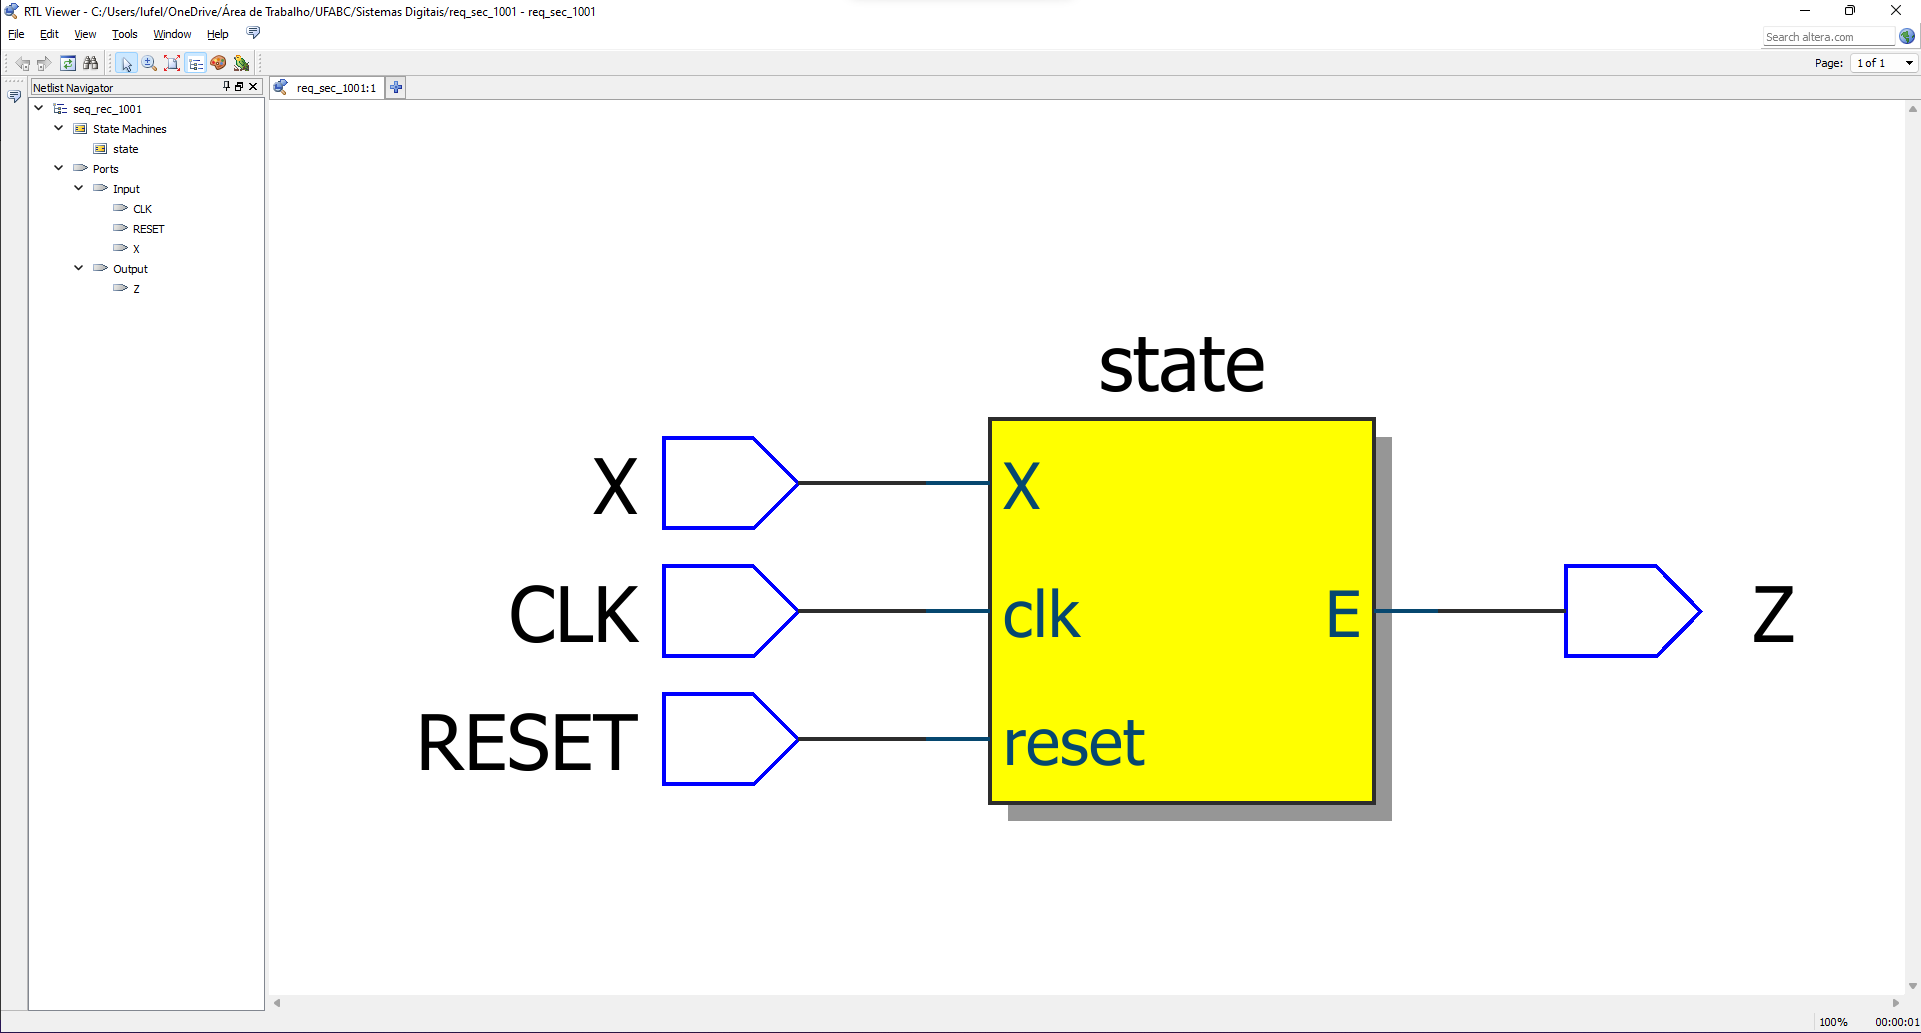 RTL Viewer - C:/Users/lufel/OneDrive/Área de Trabalho/UFABC/Sistemas Digitais/req_sec_1001 - req_sec_1001
File Edit View Tools Window Help
Search altera.com
Page: 1 of 1
Netlist Navigator
req_sec_1001:1
seq_rec_1001
State Machines
state
Ports
Input
CLK
RESET
X
Output
Z
state
X
X
CLK
clk
E
Z
RESET
reset
100% 00:00:01